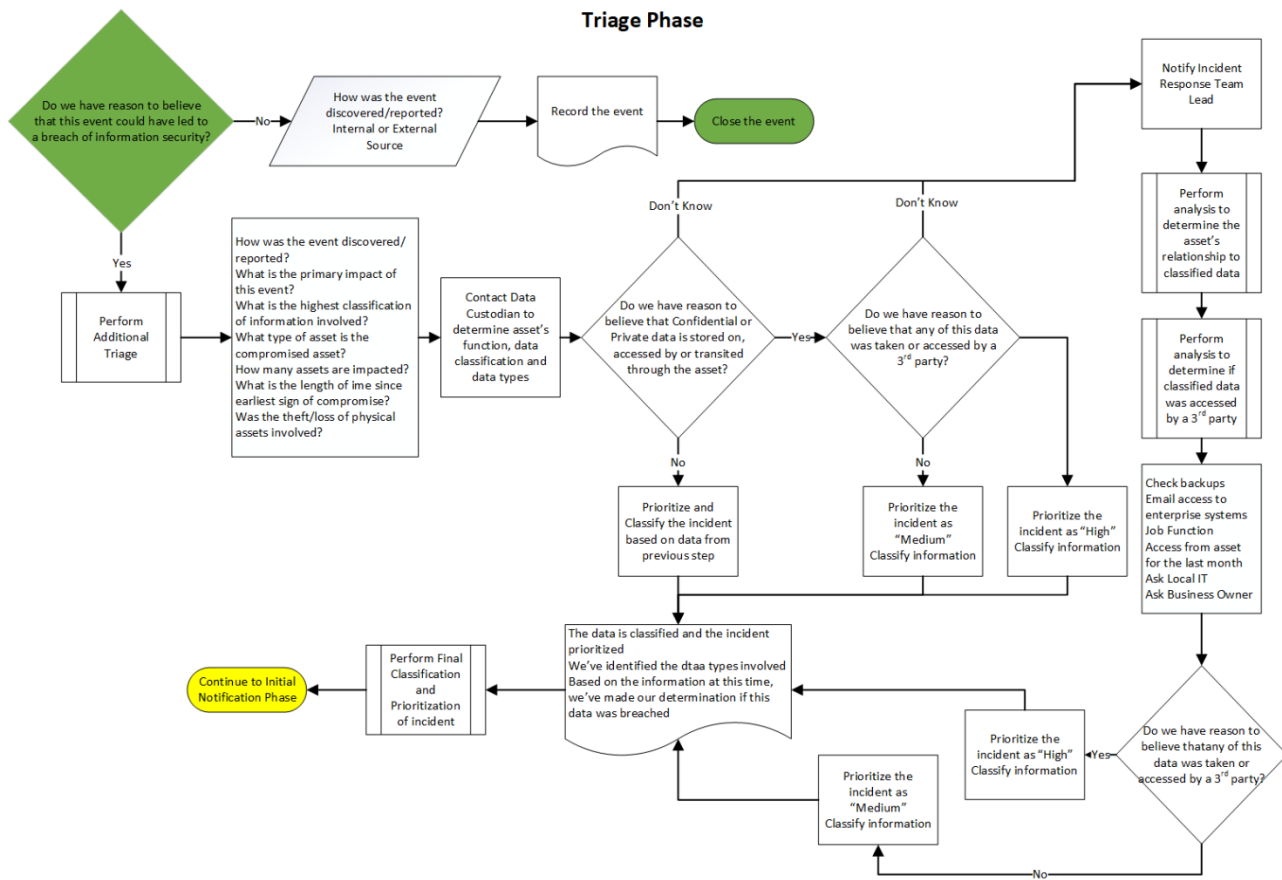 Triage Phase
Do we have reason to believe
that this event could have led to
a breach of information security?
No
How was the event
discovered/reported?
Internal or External
Source
Record the event
Close the event
Notify Incident
Response Team
Lead
Yes
Perform
Additional
Triage
How was the event discovered/
reported?
What is the primary impact of
this event?
What is the highest classification
of information involved?
What type of asset is the
compromised asset?
How many assets are impacted?
What is the length of ime since
earliest sign of compromise?
Was the theft/loss of physical
assets involved?
Contact Data
Custodian to
determine asset's
function, data
classification and
data types
Don't Know
Do we have reason to
believe that Confidential or
Private data is stored on,
accessed by or transited
through the asset?
Yes
Don't Know
Do we have reason to
believe that any of this data
was taken or accessed by a
3rd party?
Perform
analysis to
determine the
asset's
relationship to
classified data
Perform
analysis to
determine if
classified data
was accessed
by a 3rd party
No
Prioritize and
Classify the incident
based on data from
previous step
No
Prioritize the
incident as
"Medium"
Classify information
Prioritize the
incident as "High"
Classify information
Check backups
Email access to
enterprise systems
Job Function
Access from asset
for the last month
Ask Local IT
Ask Business Owner
Continue to Initial
Notification Phase
Perform Final
Classification
and
Prioritization
of incident
The data is classified and the incident
prioritized
We've identified the dtaa types involved
Based on the information at this time,
we've made our determination if this
data was breached
Prioritize the
incident as "High"
Classify information
Yes
Do we have reason to
believe thatany of this
data was taken or
accessed by a 3rd party?
Prioritize the
incident as
"Medium"
Classify information
No